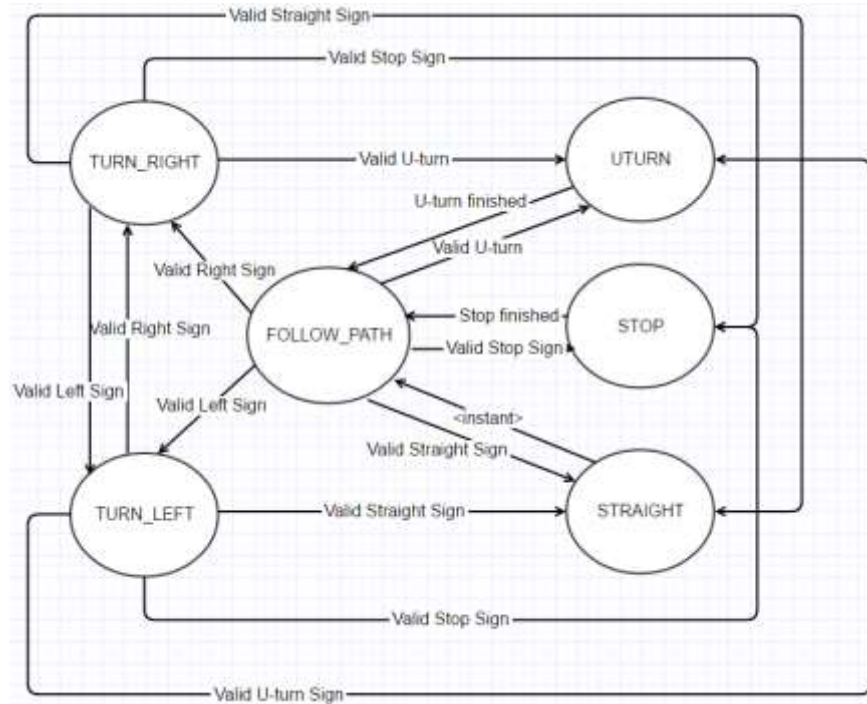 Valid Straight Sign
Valid Stop Sign
TURN_RIGHT
Valid U-turn
UTURN
U-turn finished
Valid U-turn
Valid Right Sign
Stop finished
STOP
Valid Right Sign
FOLLOW_PATH
Valid Stop Sign
Valid Left Sign
Valid Left Sign
<instant>
Valid Straight Sign
TURN_LEFT
Valid Straight Sign
STRAIGHT
Valid Stop Sign
Valid U-turn Sign